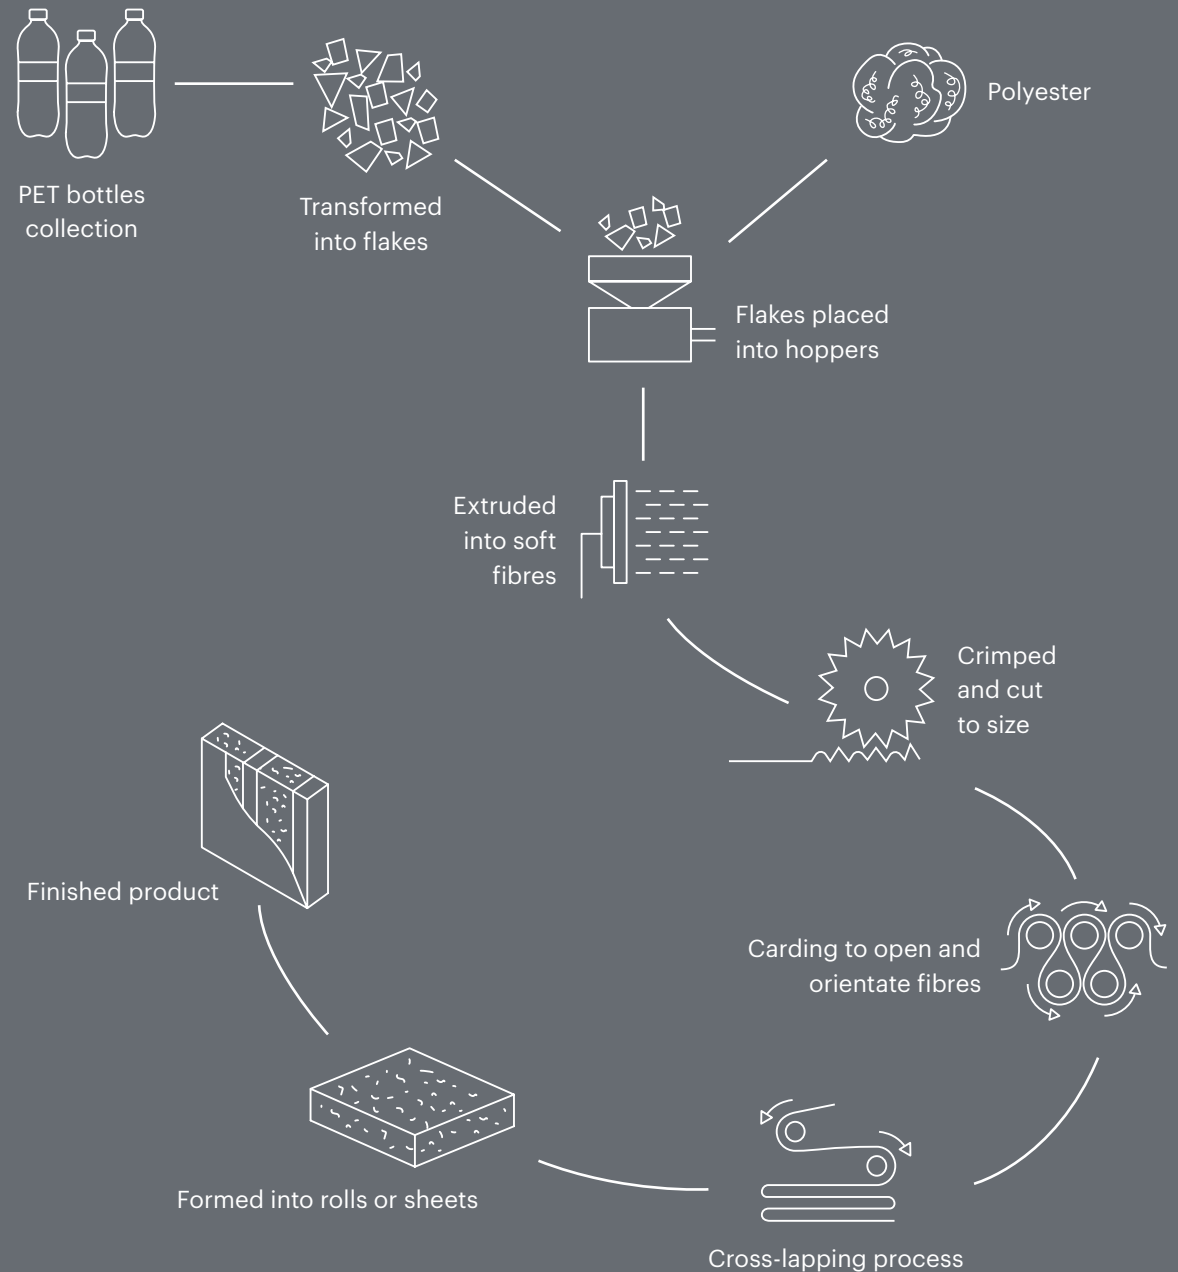 PET bottles
collection
Transformed
into flakes
Polyester
Flakes placed
into hoppers
Extruded
into soft
fibres
Crimped
and cut
to size
Carding to open and
orientate fibres
Cross-lapping process
Formed into rolls or sheets
Finished product